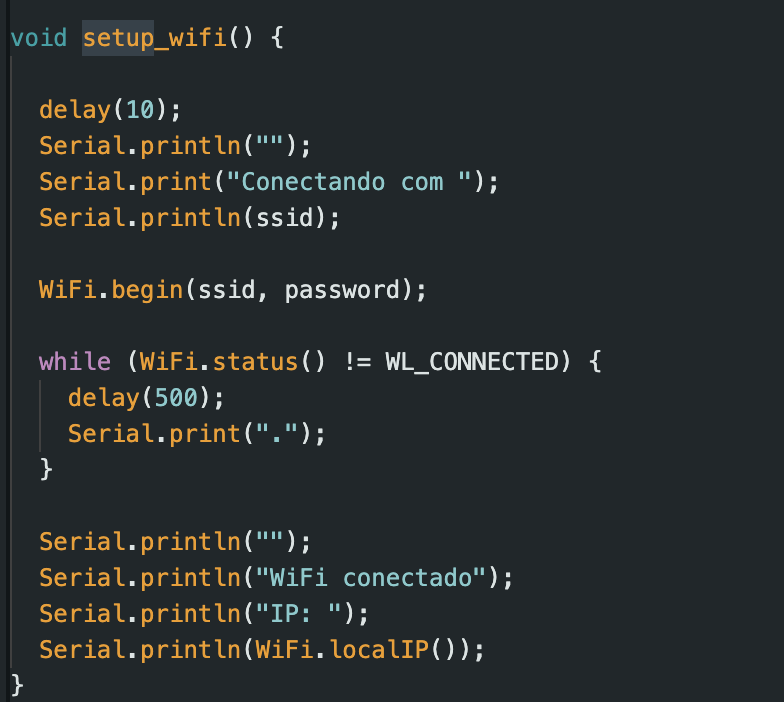 void setup_wifi() {
delay(10);
Serial.println("");
Serial.print("Conectando com ");
Serial.println(ssid);
WiFi.begin(ssid, password);
while (WiFi.status() != WL_CONNECTED) {
delay(500);
Serial.print(".");
}
Serial.println("");
Serial.println("WiFi conectado");
Serial.println("IP: ");
Serial.println(WiFi.localIP());
}